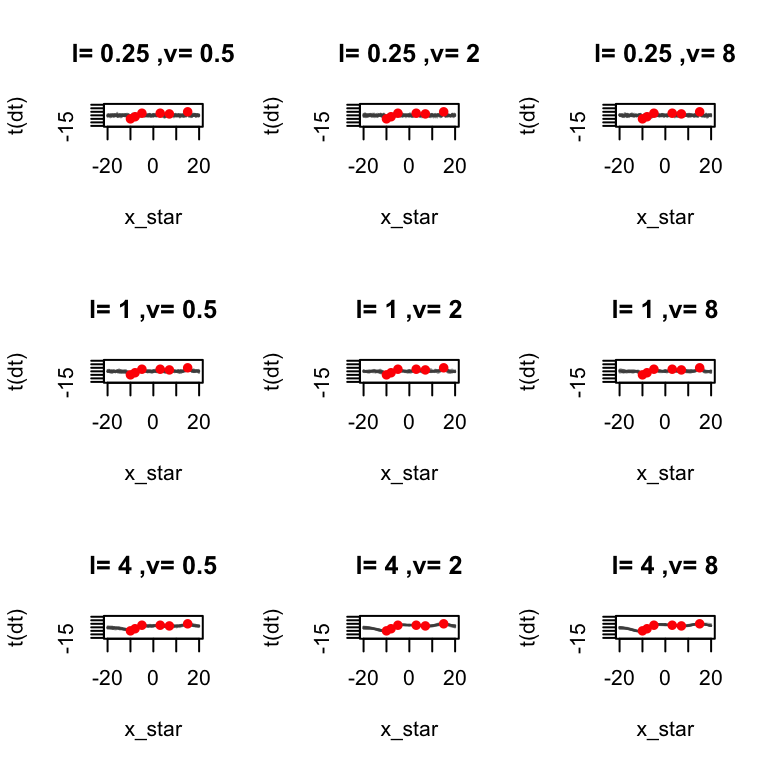 l= 0.25 ,v= 0.5
t(dt)
-15
-20 0 20
x_star
l= 0.25 ,v= 2
t(dt)
-15
-20 0 20
x_star
l= 0.25 ,v= 8
t(dt)
-15
-20 0 20
x_star
l= 1 ,v= 0.5
t(dt)
-15
-20 0 20
x_star
l= 1 ,v= 2
t(dt)
-15
-20 0 20
x_star
l= 1 ,v= 8
t(dt)
-15
-20 0 20
x_star
l= 4 ,v= 0.5
t(dt)
-15
-20 0 20
x_star
l= 4 ,v= 2
t(dt)
-15
-20 0 20
x_star
l= 4 ,v= 8
t(dt)
-15
-20 0 20
x_star